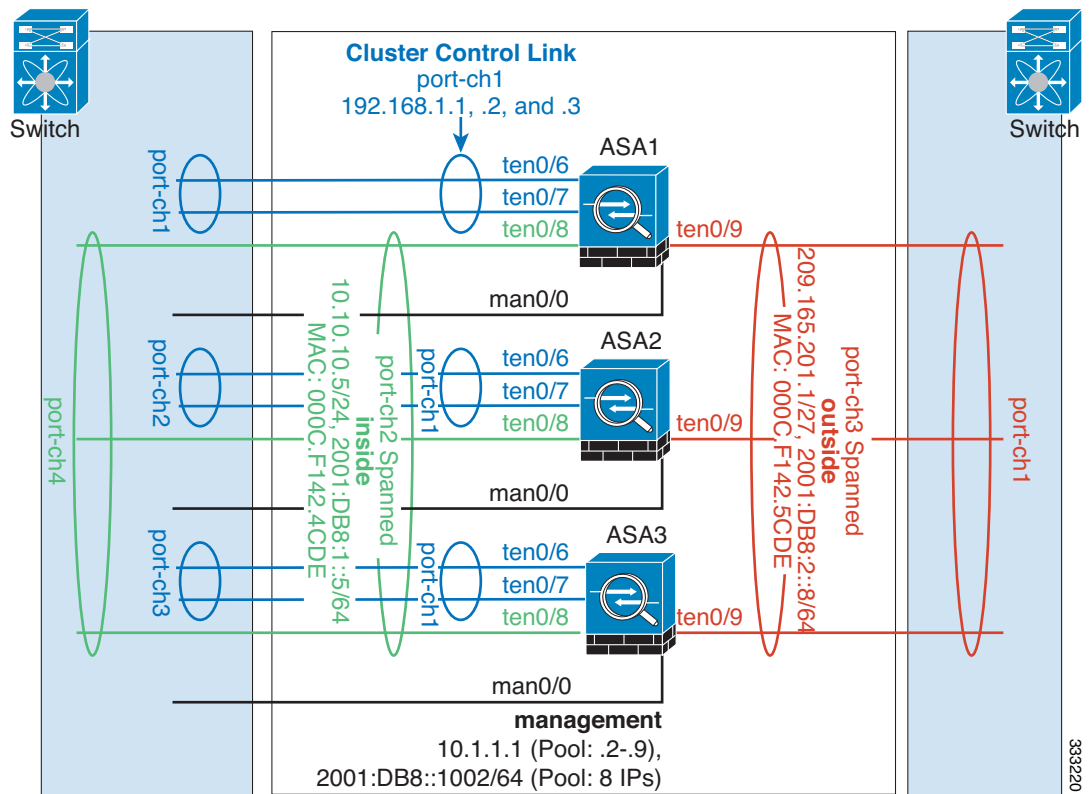 Switch
Switch
Cluster Control Link
port-ch1
192.168.1.1, .2, and .3
ASA1
port-ch1
ten0/6
ten0/7
ten0/8
ten0/9
man0/0
ASA2
port-ch2
port-ch1
ten0/6
ten0/7
ten0/8
ten0/9
man0/0
ASA3
port-ch3
port-ch1
ten0/6
ten0/7
ten0/8
ten0/9
man0/0
port-ch4
port-ch2 Spanned
inside
10.10.10.5/24, 2001:DB8:1::5/64
MAC: 000C.F142.4CDE
port-ch3 Spanned
outside
209.165.201.1/27, 2001:DB8:2::8/64
MAC: 000C.F142.5CDE
port-ch1
management
10.1.1.1 (Pool: .2-.9),
2001:DB8::1002/64 (Pool: 8 IPs)
333220